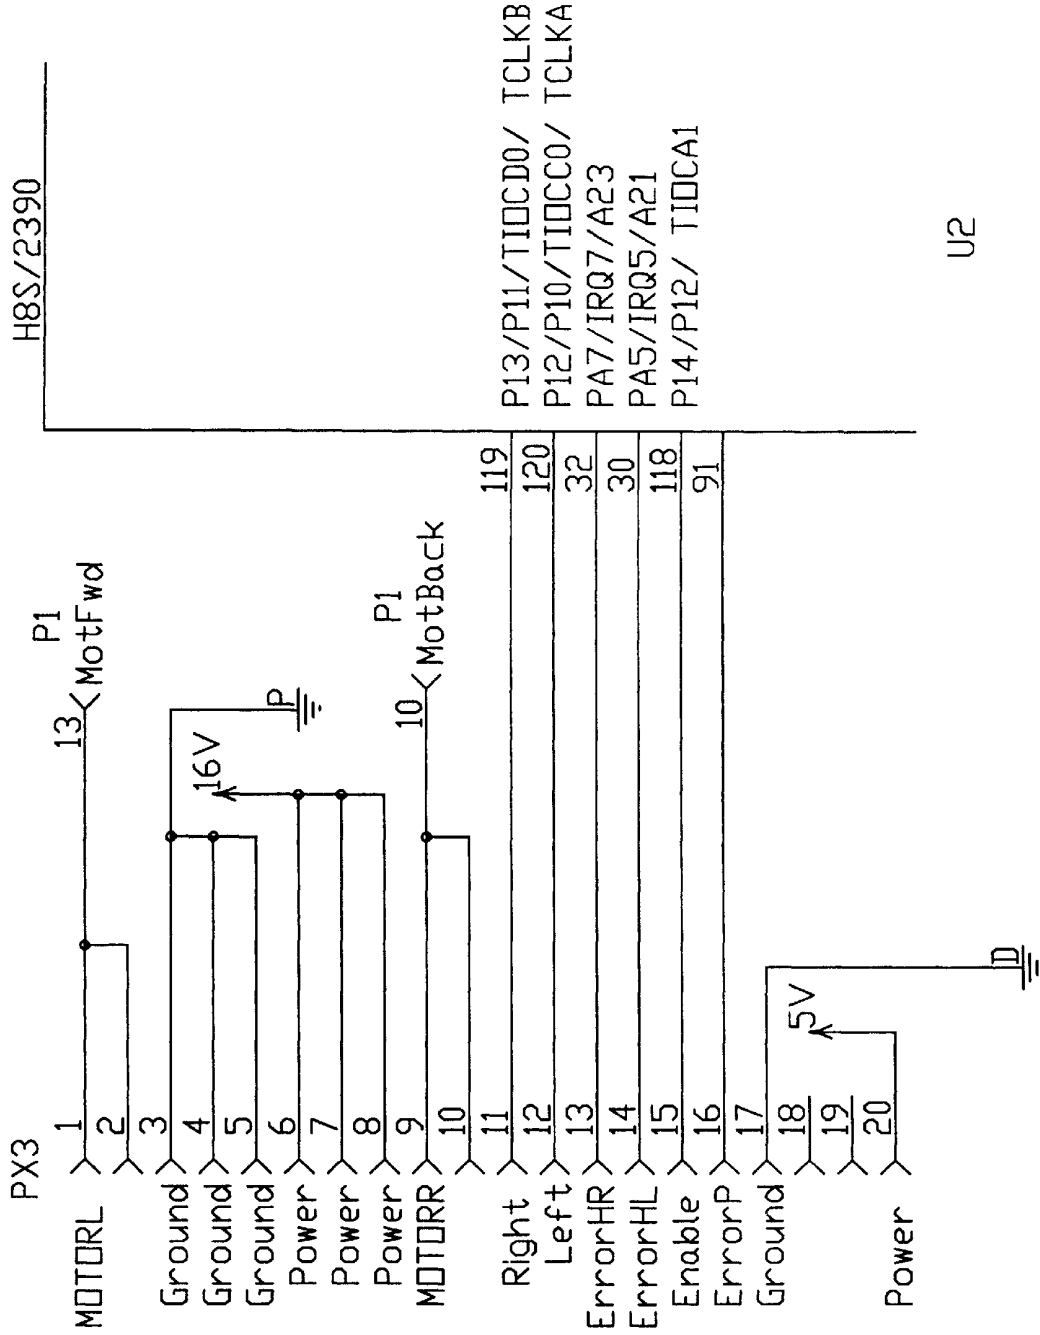 PX3
MOTORL
1
2
Ground
3
Ground
4
Ground
5
Power
6
Power
7
Power
8
MOTORR
9
10
Right
11
Left
12
ErrorHR
13
ErrorHL
14
Enable
15
ErrorP
16
Ground
17
18
19
Power
20
13
P1
MotFwd
P
16V
10
P1
MotBack
5V
D
H8S/2390
119
P13/P11/TIOCD0/ TCLKB
120
P12/P10/TIOCC0/ TCLKA
32
PA7/IRQ7/A23
30
PA5/IRQ5/A21
118
P14/P12/ TIOCA1
91
U2